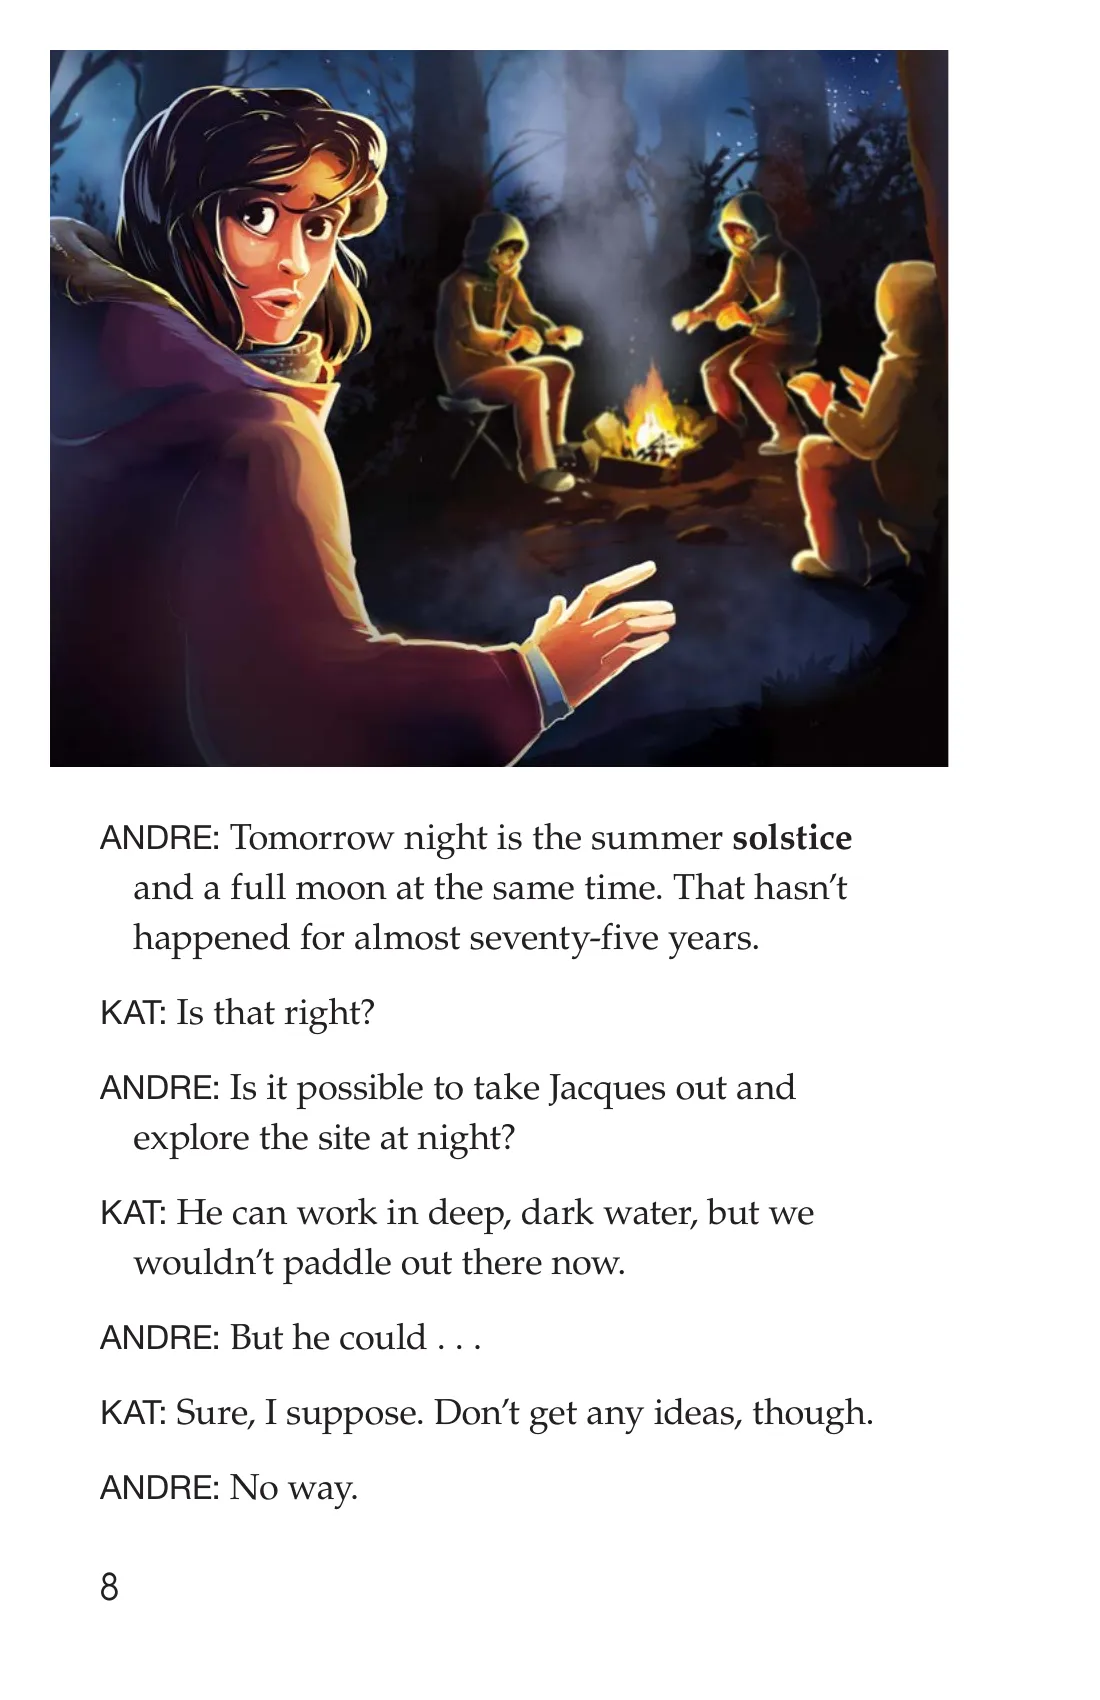 ANDRE: Tomorrow night is the summer solstice
and a full moon at the same time. That hasn’t
happened for almost seventy-five years.
KAT: Is that right?
ANDRE: Is it possible to take Jacques out and
explore the site at night?
KAT: He can work in deep, dark water, but we
wouldn’t paddle out there now.
ANDRE: But he could . . .
KAT: Sure, I suppose. Don’t get any ideas, though.
ANDRE: No way.
8